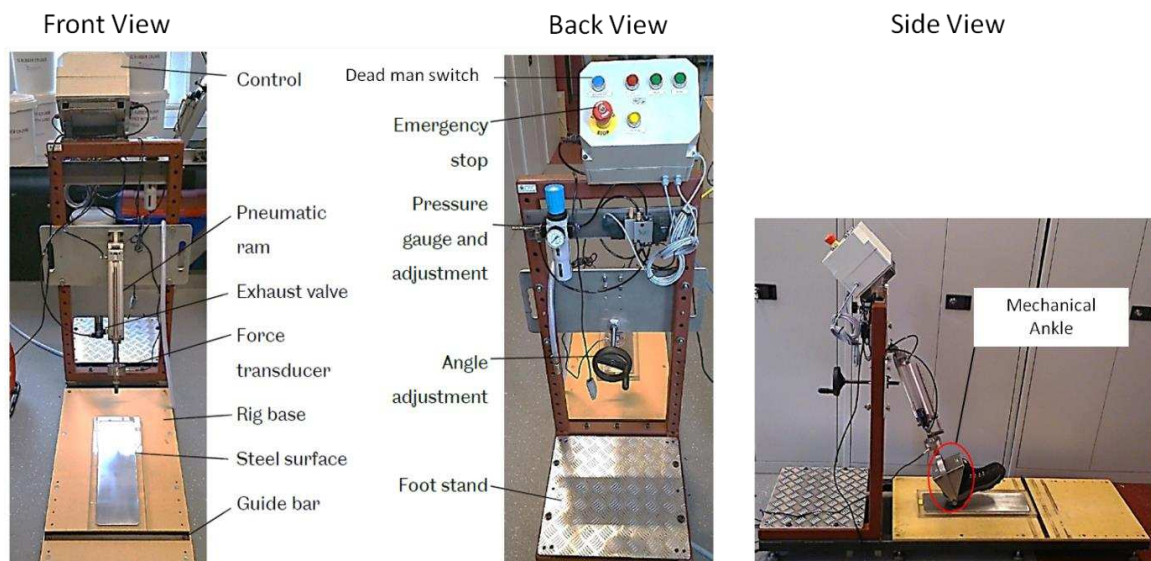 Front View
Back View
Side View
Control
Pneumatic
ram
Exhaust valve
Force
transducer
Rig base
Steel surface
Guide bar
Dead man switch
Emergency
stop
Pressure
gauge and
adjustment
Angle
adjustment
Foot stand
Mechanical
Ankle